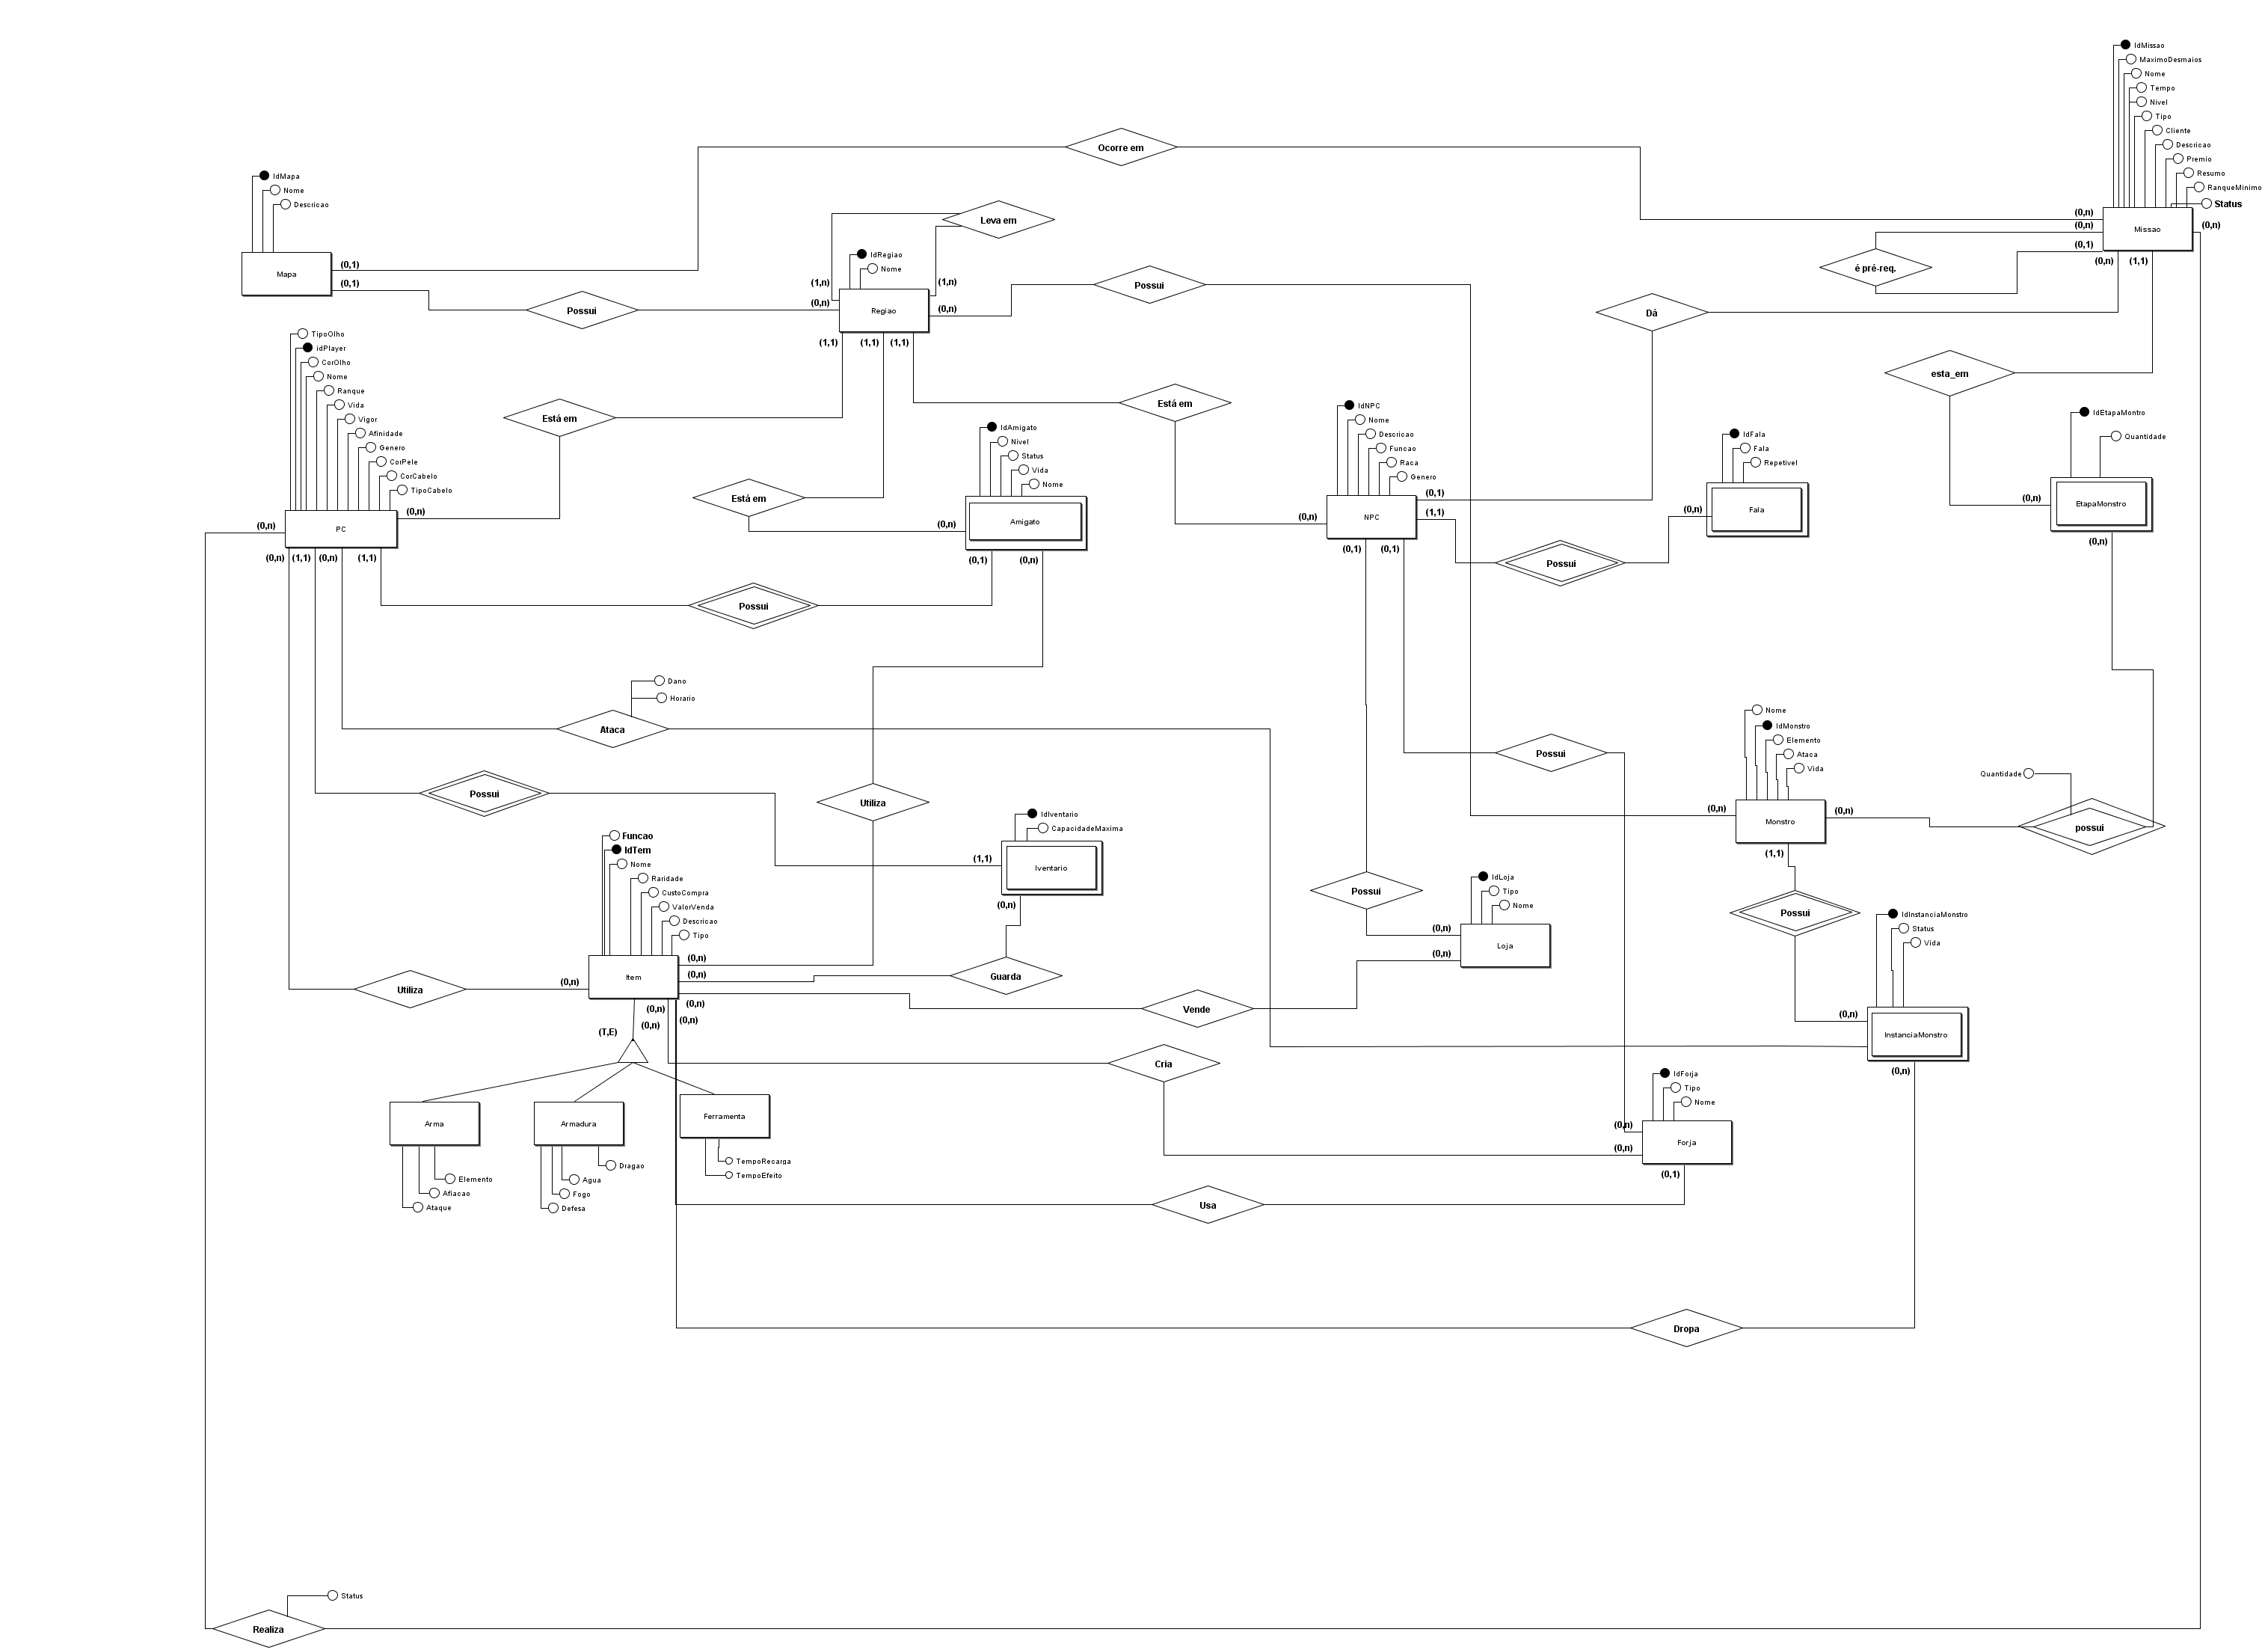 IdMissao
MaximoDesmaios
Nome
Tempo
Nivel
Tipo
Cliente
Descricao
Premio
Resumo
RanqueMinimo
Status
Missao
(0,n)
(0,n)
(0,1)
(0,n)
(1,1)
(0,n)
Ocorre em
IdMapa
Nome
Descricao
Mapa
(0,1)
(0,1)
Possui
Leva em
IdRegiao
Nome
(1,n)
(1,n)
(0,n)
Regiao
(0,n)
(1,1)
(1,1)
(1,1)
Possui
é pré-req.
Dá
esta_em
TipoOlho
idPlayer
CorOlho
Nome
Ranque
Vida
Vigor
Afinidade
Genero
CorPele
CorCabelo
TipoCabelo
PC
(0,n)
(0,n)
(0,n)
(1,1)
(0,n)
(1,1)
Está em
Está em
Está em
IdAmigato
Nivel
Status
Vida
Nome
Amigato
(0,n)
(0,1)
(0,n)
IdNPC
Nome
Descricao
Funcao
Raca
Genero
NPC
(0,n)
(0,1)
(1,1)
(0,1)
(0,1)
IdFala
Fala
Repetivel
Fala
(0,n)
IdEtapaMontro
Quantidade
EtapaMonstro
(0,n)
(0,n)
Possui
Possui
Dano
Horario
Ataca
Possui
Utiliza
Possui
Nome
IdMonstro
Elemento
Ataca
Vida
Monstro
(0,n)
(0,n)
(1,1)
Quantidade
possui
IdIventario
CapacidadeMaxima
Iventario
(1,1)
(0,n)
Funcao
IdTem
Nome
Raridade
CustoCompra
ValorVenda
Descricao
Tipo
Item
(0,n)
(0,n)
(0,n)
(0,n)
(0,n)
(0,n)
(0,n)
(T,E)
Utiliza
Guarda
Vende
Possui
IdLoja
Tipo
Nome
Loja
(0,n)
(0,n)
Possui
IdInstanciaMonstro
Status
Vida
InstanciaMonstro
(0,n)
(0,n)
Cria
IdForja
Tipo
Nome
Forja
(0,n)
(0,n)
(0,1)
Arma
Elemento
Afiacao
Ataque
Armadura
Dragao
Agua
Fogo
Defesa
Ferramenta
TempoRecarga
TempoEfeito
Usa
Dropa
Status
Realiza